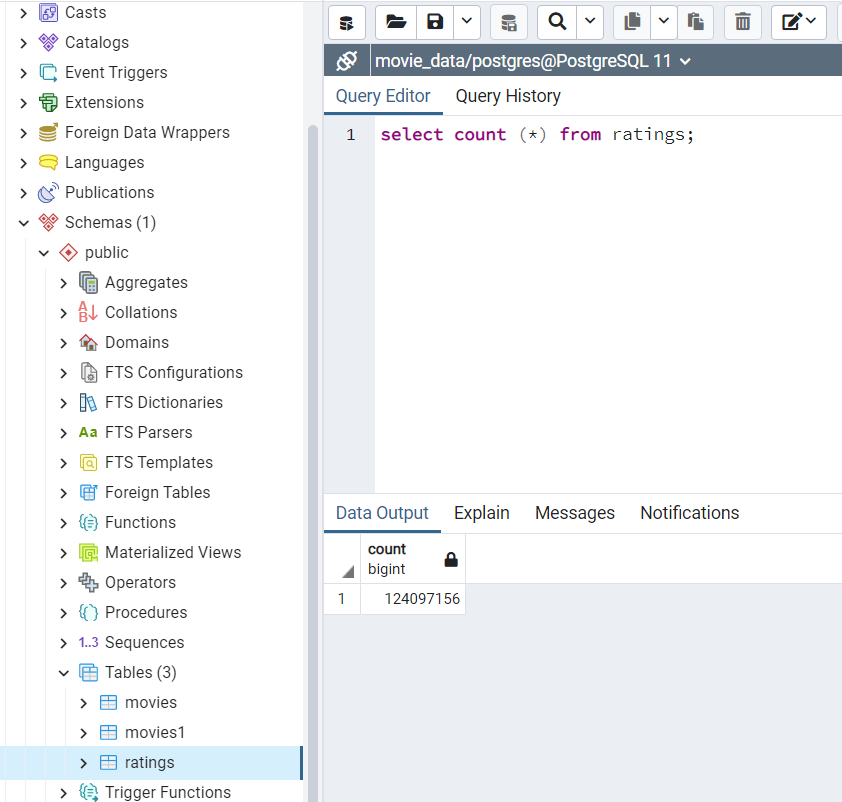 Casts
Catalogs
Event Triggers
Extensions
Foreign Data Wrappers
Languages
Publications
Schemas (1)
public
Aggregates
Collations
Domains
FTS Configurations
FTS Dictionaries
Aa FTS Parsers
FTS Templates
Foreign Tables
Functions
Materialized Views
Operators
Procedures
1..3 Sequences
Tables (3)
movies
movies1
ratings
Trigger Functions
movie_data/postgres@PostgreSQL 11
Query Editor Query History
1 select count (*) from ratings;
Data Output Explain Messages Notifications
count
bigint
1 124097156